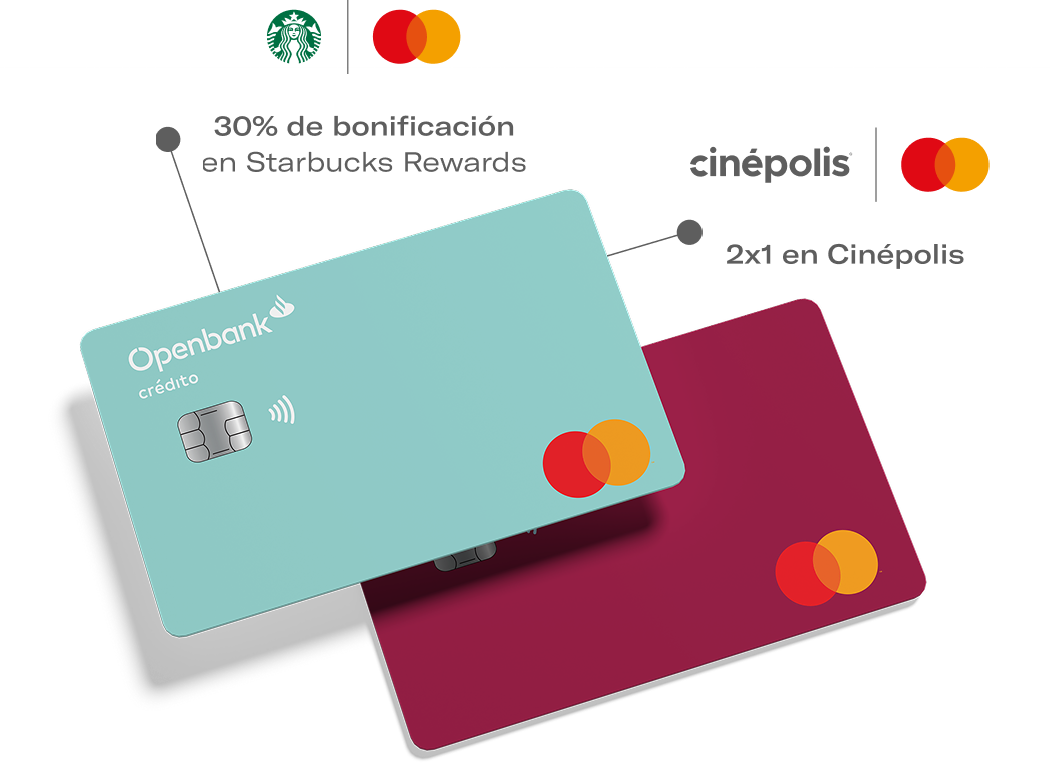 30% de bonificación
en Starbucks Rewards
cinépolis
2x1 en Cinépolis
Openbank
crédito